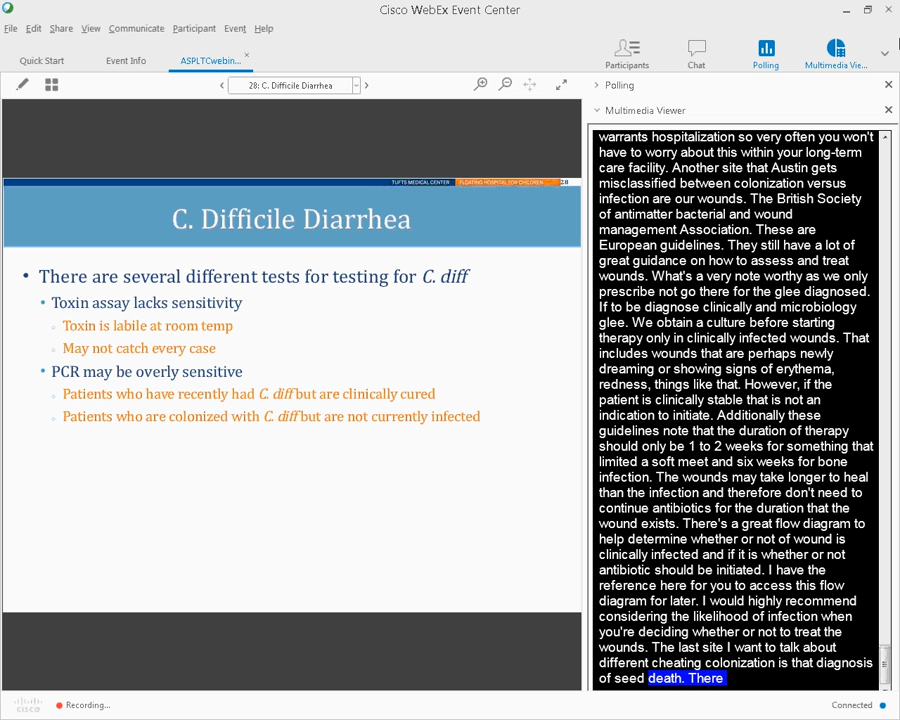 Cisco WebEx Event Center
File Edit Share View Communicate Participant Event Help
Quick Start Event Info ASPLTCwebin... Participants Chat Polling Multimedia Vie...
28: C. Difficile Diarrhea
Polling
Multimedia Viewer
TUFTS MEDICAL CENTER FLOATING HOSPITAL FOR CHILDREN 28
C. Difficile Diarrhea
• There are several different tests for testing for C. diff
• Toxin assay lacks sensitivity
Toxin is labile at room temp
May not catch every case
• PCR may be overly sensitive
Patients who have recently had C. diff but are clinically cured
Patients who are colonized with C. diff but are not currently infected
warrants hospitalization so very often you won't
have to worry about this within your long-term
care facility. Another site that Austin gets
misclassified between colonization versus
infection are our wounds. The British Society
of antimatter bacterial and wound
management Association. These are
European guidelines. They still have a lot of
great guidance on how to assess and treat
wounds. What's a very note worthy as we only
prescribe not go there for the glee diagnosed.
If to be diagnose clinically and microbiology
glee. We obtain a culture before starting
therapy only in clinically infected wounds. That
includes wounds that are perhaps newly
dreaming or showing signs of erythema,
redness, things like that. However, if the
patient is clinically stable that is not an
indication to initiate. Additionally these
guidelines note that the duration of therapy
should only be 1 to 2 weeks for something that
limited a soft meet and six weeks for bone
infection. The wounds may take longer to heal
than the infection and therefore don't need to
continue antibiotics for the duration that the
wound exists. There's a great flow diagram to
help determine whether or not of wound is
clinically infected and if it is whether or not
antibiotic should be initiated. I have the
reference here for you to access this flow
diagram for later. I would highly recommend
considering the likelihood of infection when
you're deciding whether or not to treat the
wounds. The last site I want to talk about
different cheating colonization is that diagnosis
of seed death. There
cisco Recording... Connected